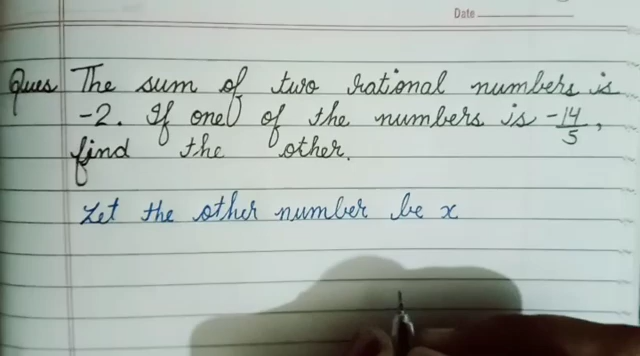 Date
Ques The sum of two rational numbers is
-2. If one of the numbers is -14/5,
find the other.
Let the other number be x